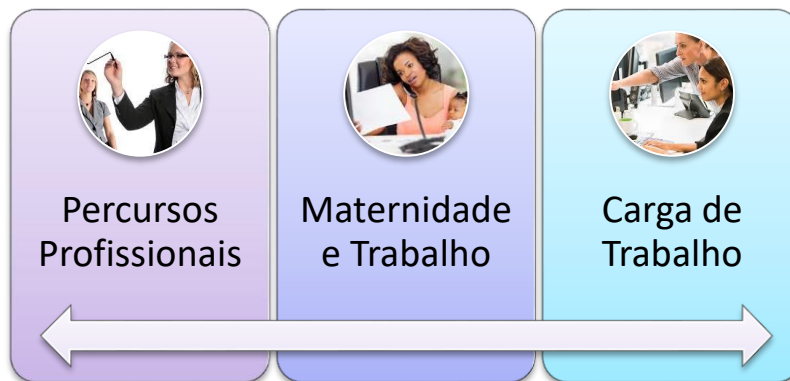 Percursos
Profissionais
Maternidade
e Trabalho
Carga de
Trabalho